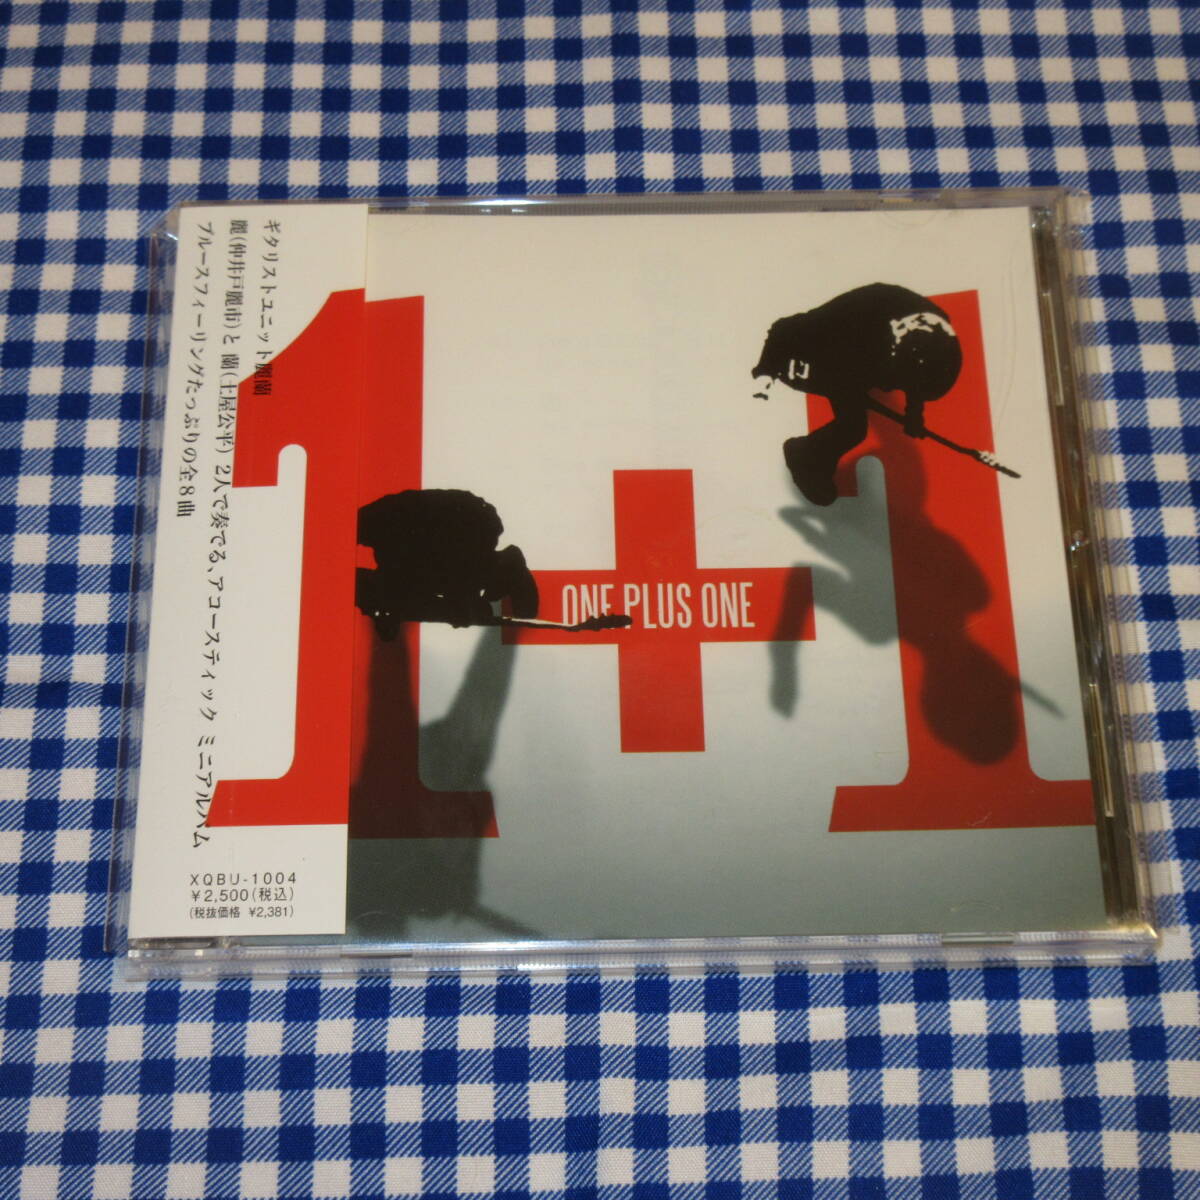 ギタリストユニット麗蘭
麗(仲井戸麗市)と 蘭(土屋公平) 2人で奏でる、アコースティック ミニアルバム
ブルースフィーリングたっぷりの全8曲
XQBU-1004
¥2,500(税込)
(税抜価格 ¥2,381)
1+1
ONE PLUS ONE